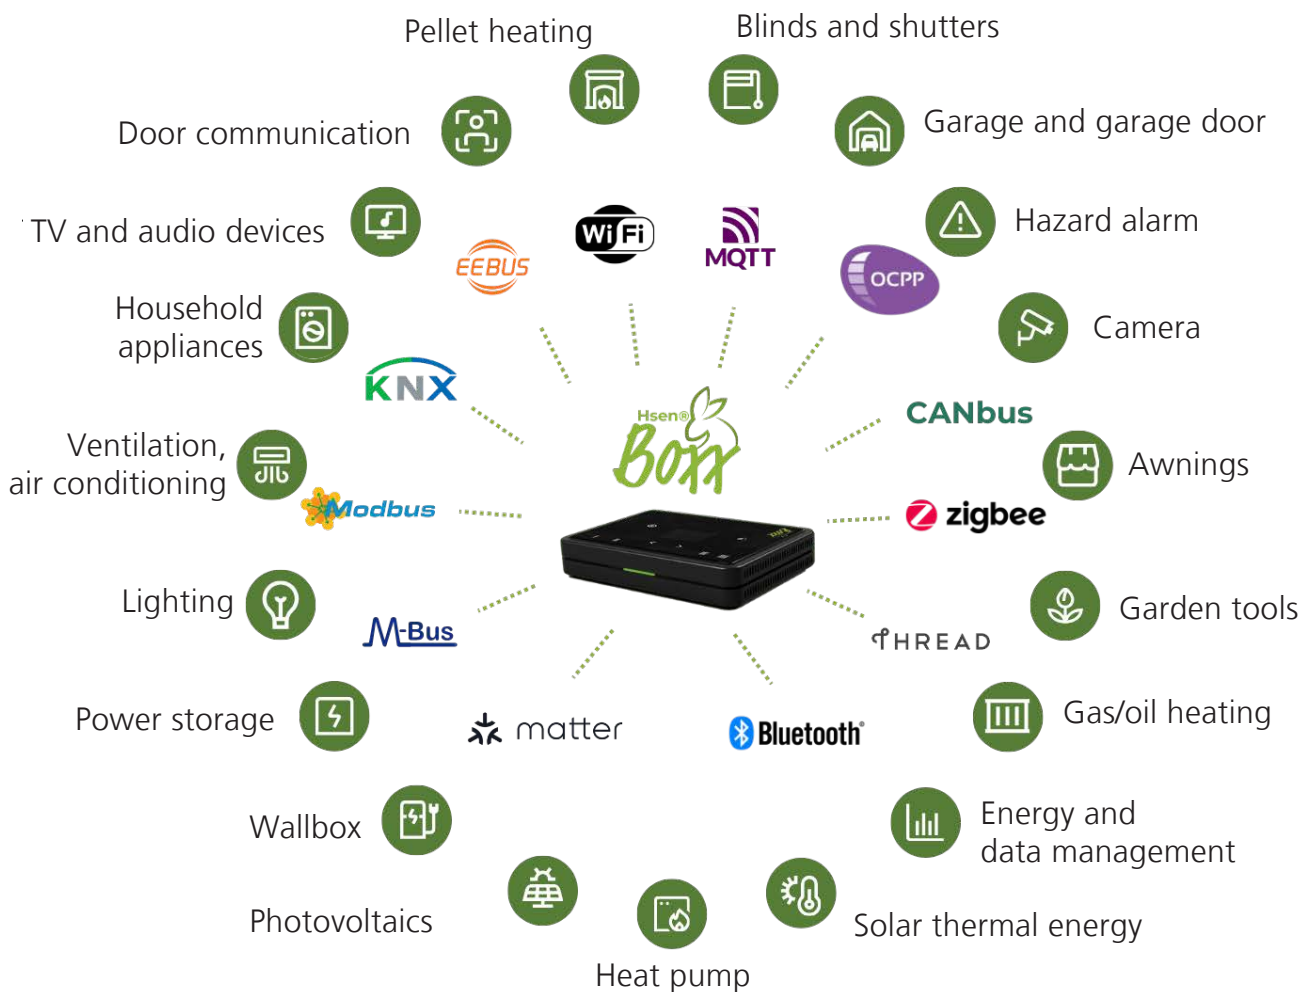 Pellet heating
Blinds and shutters
Door communication
Garage and garage door
TV and audio devices
Hazard alarm
WiFi
MQTT
EEBUS
OCPP
Household
appliances
Camera
KNX
Hsen®
Boxx
CANbus
Ventilation,
air conditioning
Awnings
Modbus
zigbee
Lighting
M-Bus
THREAD
Garden tools
Power storage
matter
Bluetooth®
Gas/oil heating
Wallbox
Energy and
data management
Photovoltaics
Solar thermal energy
Heat pump